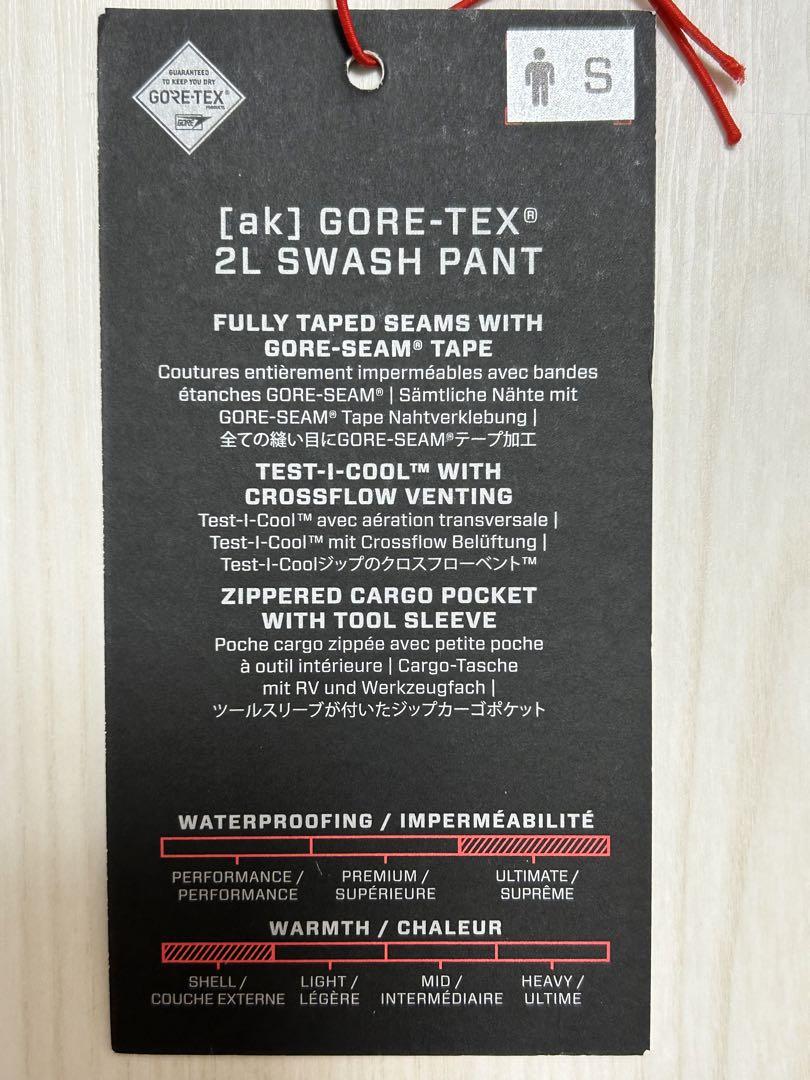 GUARANTEED
TO KEEP YOU DRY
GORE-TEX®
PRODUCTS
GORE
S
[ak] GORE-TEX®
2L SWASH PANT
FULLY TAPED SEAMS WITH
GORE-SEAM® TAPE
Coutures entièrement imperméables avec bandes
étanches GORE-SEAM® | Sämtliche Nähte mit
GORE-SEAM® Tape Nahtverklebung |
全ての縫い目にGORE-SEAM®テープ加工
TEST-I-COOL™ WITH
CROSSFLOW VENTING
Test-I-Cool™ avec aération transversale |
Test-I-Cool™ mit Crossflow Belüftung |
Test-I-Coolジップのクロスフローベント™
ZIPPERED CARGO POCKET
WITH TOOL SLEEVE
Poche cargo zippée avec petite poche
à outil intérieure | Cargo-Tasche
mit RV und Werkzeugfach |
ツールスリーブが付いたジップカーゴポケット
WATERPROOFING / IMPERMÉABILITÉ
PERFORMANCE / PREMIUM / ULTIMATE /
PERFORMANCE SUPÉRIEURE SUPRÊME
WARMTH / CHALEUR
SHELL / LIGHT / MID / HEAVY /
COUCHE EXTERNE LÉGÈRE INTERMÉDIAIRE ULTIME